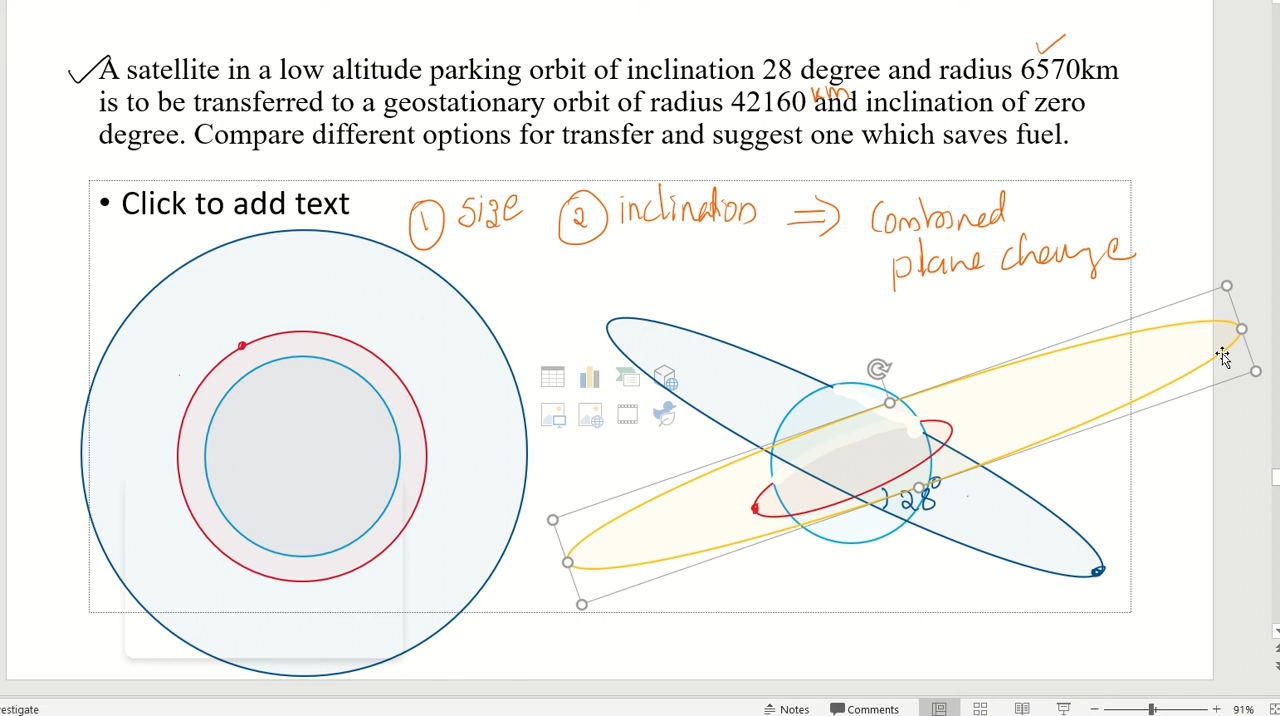 A satellite in a low altitude parking orbit of inclination 28 degree and radius 6570km
is to be transferred to a geostationary orbit of radius 42160 km and inclination of zero
degree. Compare different options for transfer and suggest one which saves fuel.
• Click to add text
① size ② inclination ⇒ Combined
plane change
28°
vestigate
Notes
Comments
91%